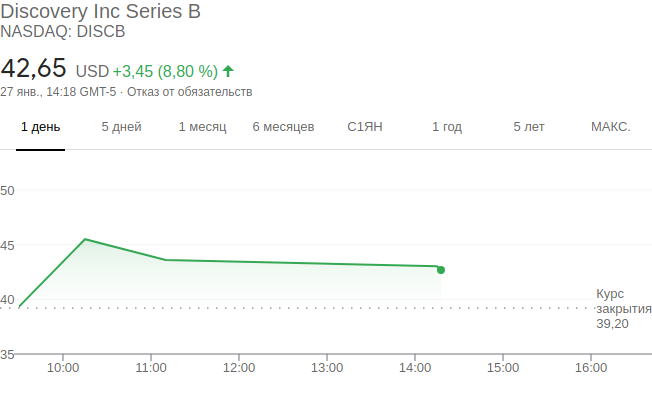 Discovery Inc Series B
NASDAQ: DISCB
42,65 USD +3,45 (8,80 %)
27 янв., 14:18 GMT-5 · Отказ от обязательств
1 день 5 дней 1 месяц 6 месяцев С1ЯН 1 год 5 лет МАКС.
50
45
40
Курс
закрытия
39,20
35
10:00 11:00 12:00 13:00 14:00 15:00 16:00